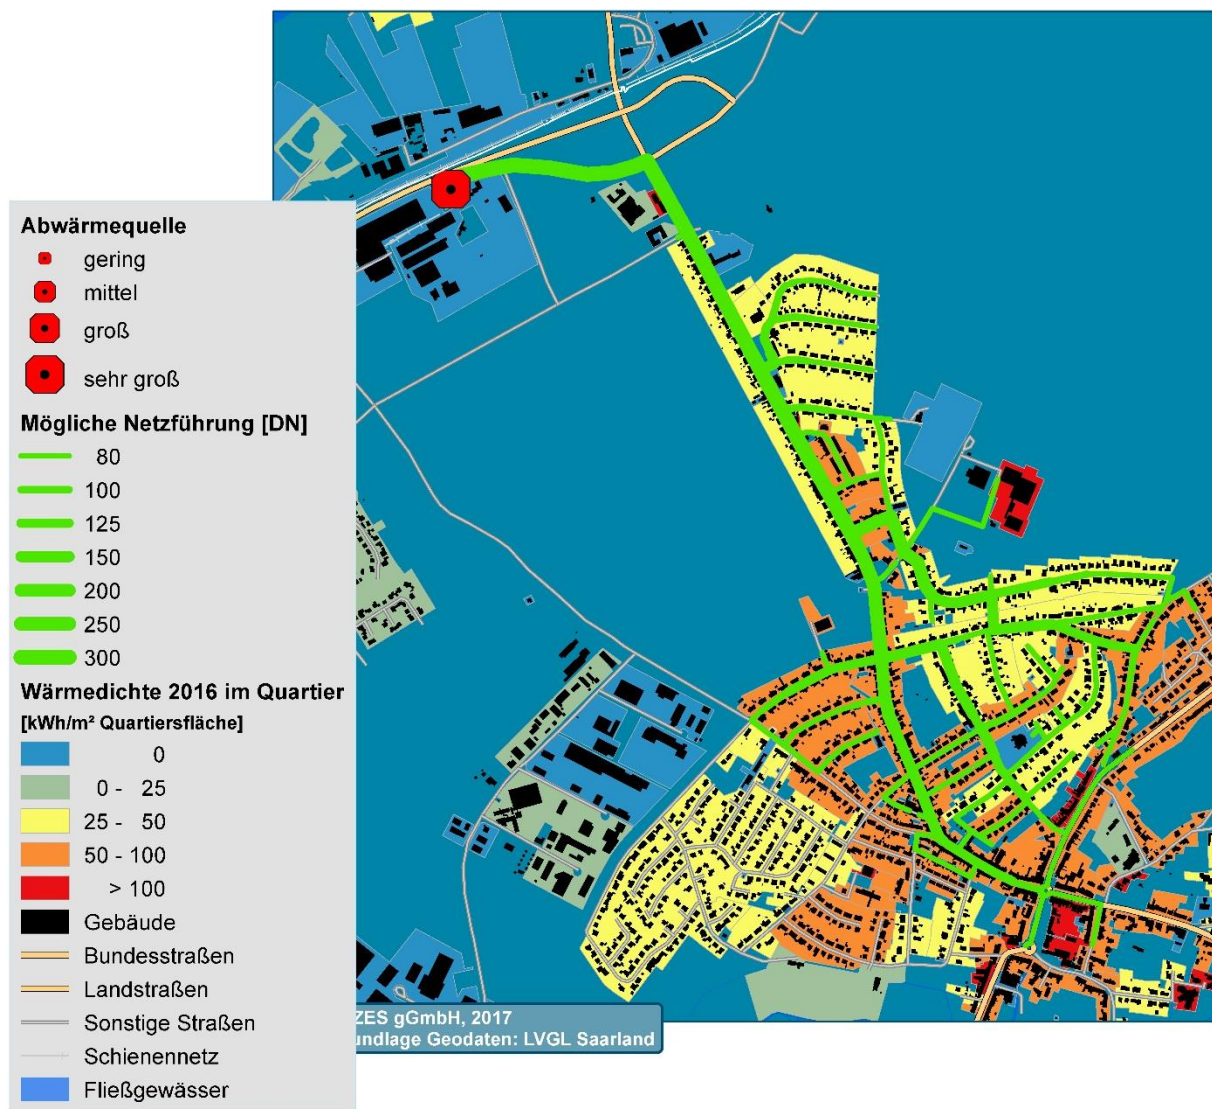 Abwärmequelle
gering
mittel
groß
sehr groß
Mögliche Netzführung [DN]
80
100
125
150
200
250
300
Wärmedichte 2016 im Quartier
[kWh/m² Quartiersfläche]
0
0 - 25
25 - 50
50 - 100
> 100
Gebäude
Bundesstraßen
Landstraßen
Sonstige Straßen
Schienennetz
Fließgewässer
ZES gGmbH, 2017
undlage Geodaten: LVGL Saarland